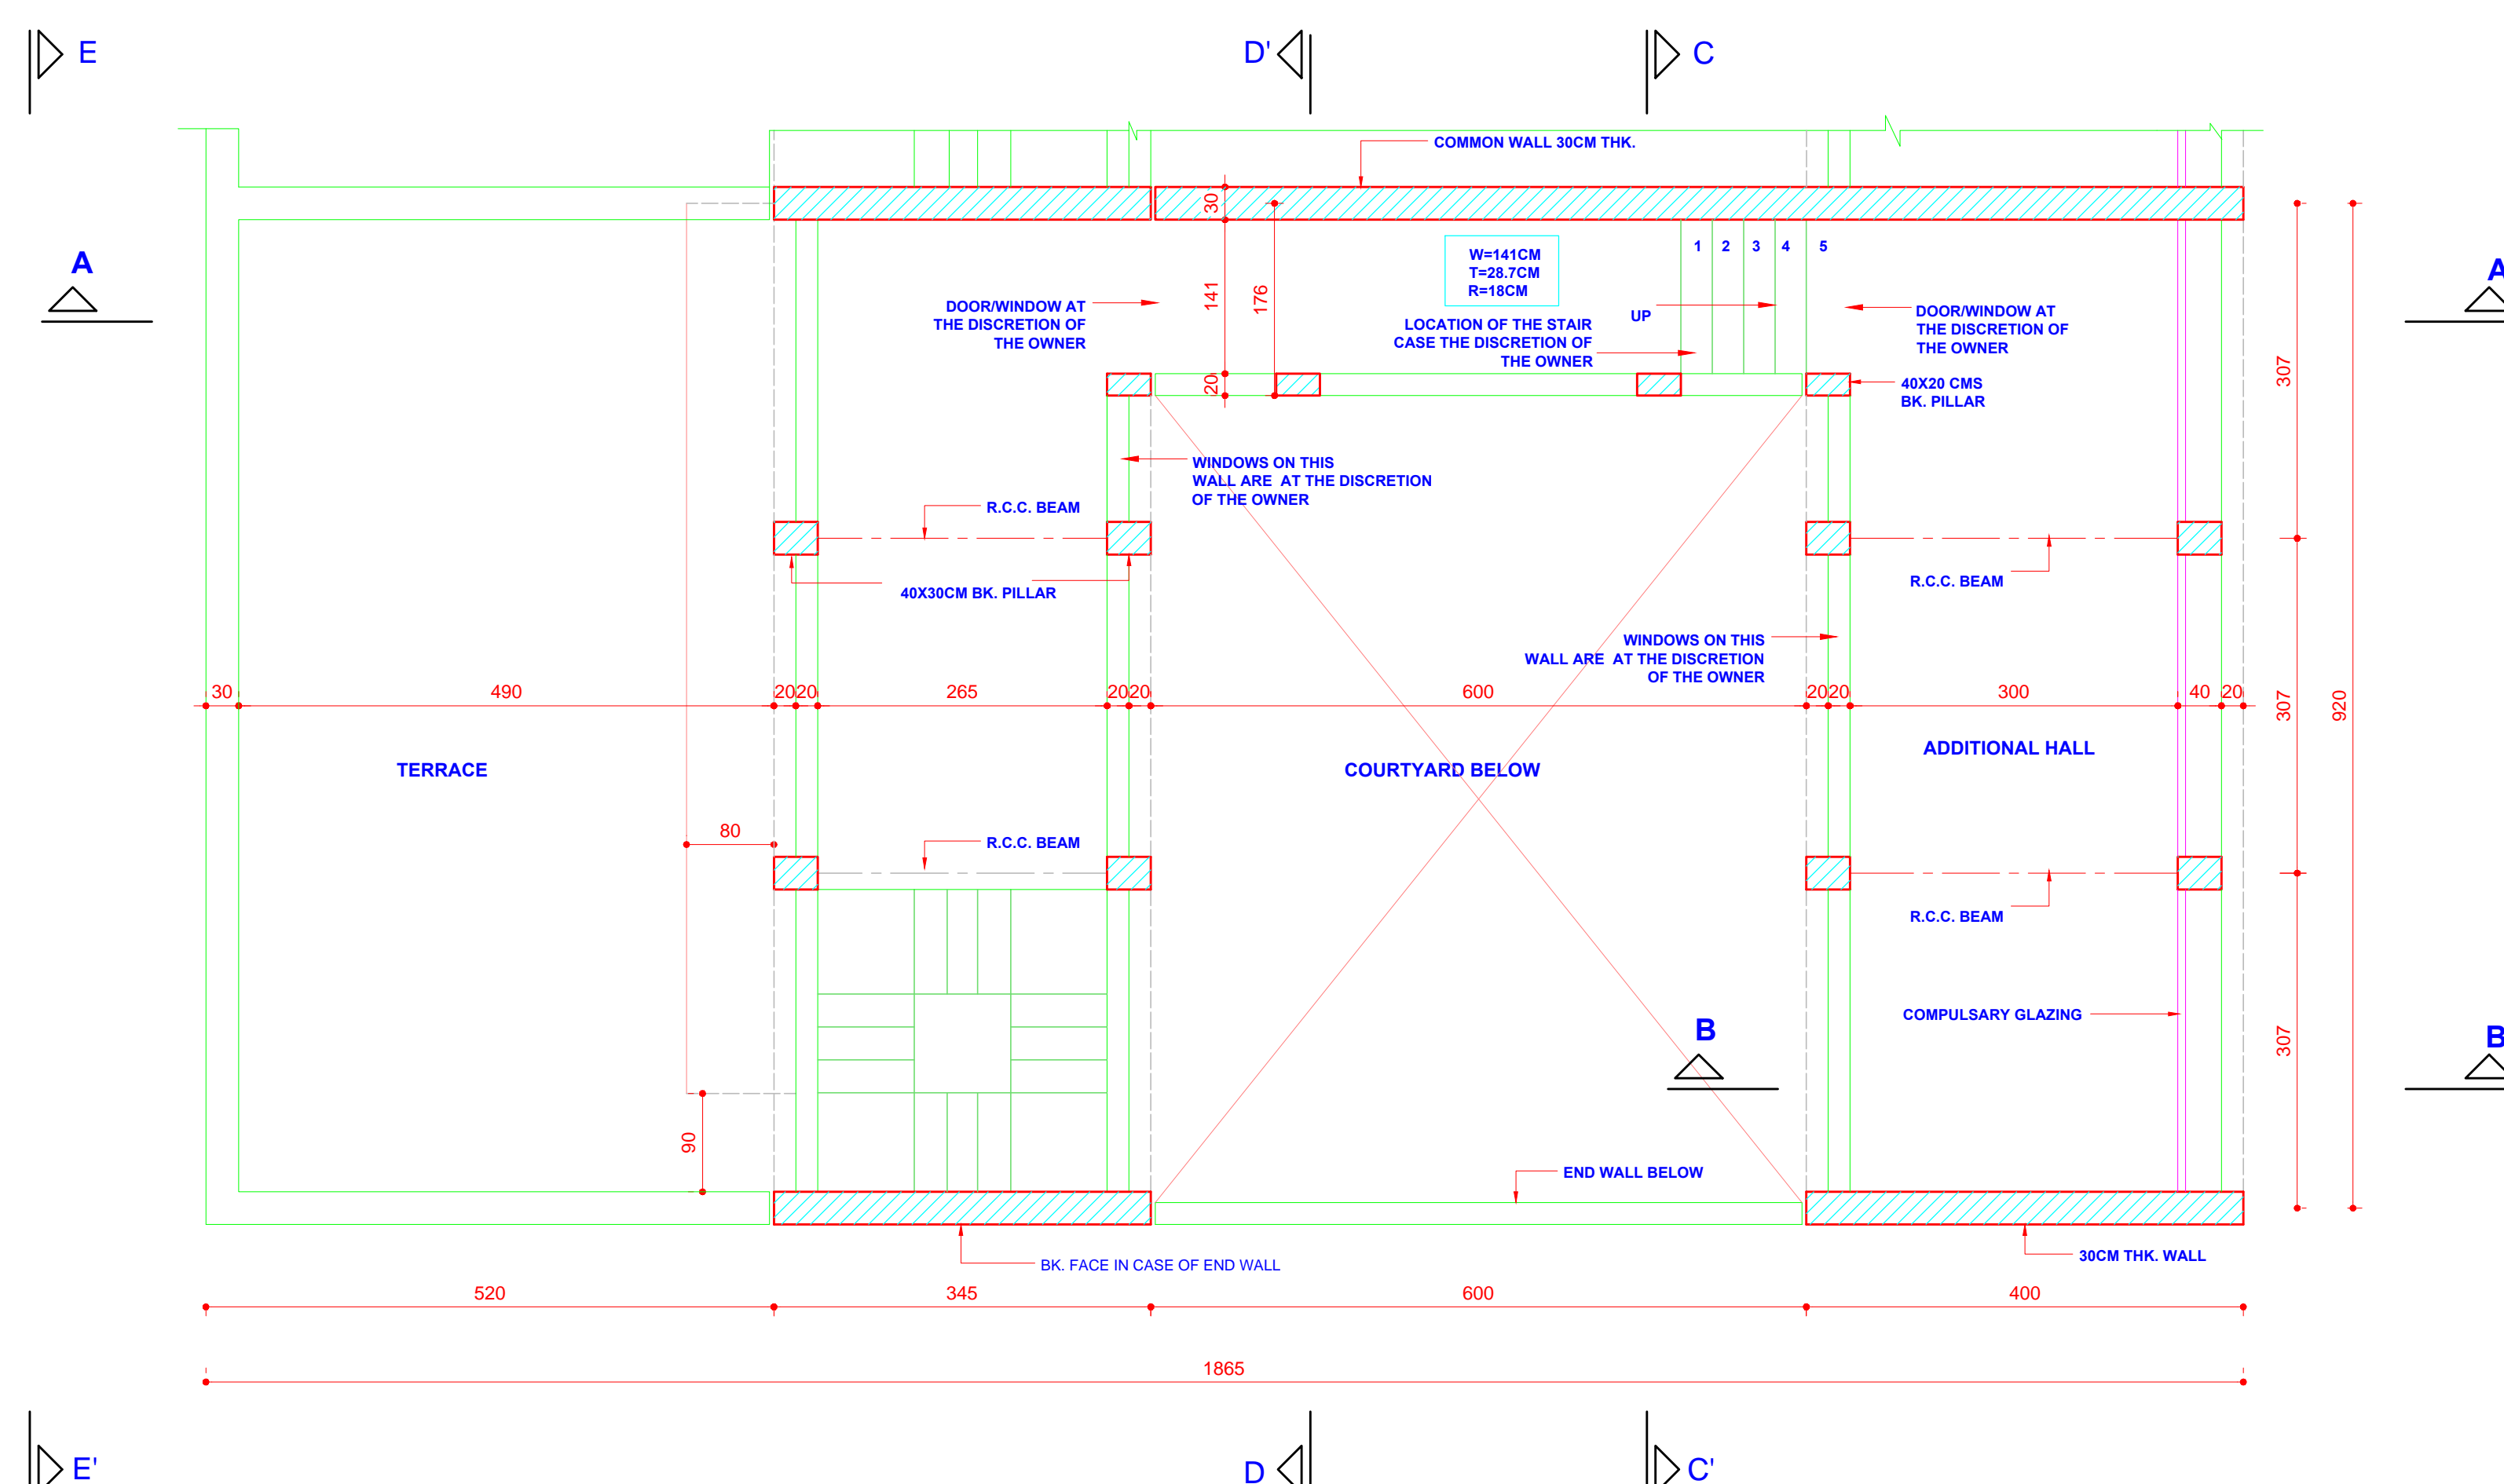 E
D'
C
COMMON WALL 30CM THK.
30
W=141CM
T=28.7CM
R=18CM
1 2 3 4 5
A
A
DOOR/WINDOW AT
THE DISCRETION OF
THE OWNER
141
176
UP
LOCATION OF THE STAIR
CASE THE DISCRETION OF
THE OWNER
DOOR/WINDOW AT
THE DISCRETION OF
THE OWNER
307
20
40X20 CMS
BK. PILLAR
WINDOWS ON THIS
WALL ARE AT THE DISCRETION
OF THE OWNER
R.C.C. BEAM
40X30CM BK. PILLAR
R.C.C. BEAM
WINDOWS ON THIS
WALL ARE AT THE DISCRETION
OF THE OWNER
30 490 20 20 265 20 20 600 20 20 300 40 20
307
920
TERRACE
COURTYARD BELOW
ADDITIONAL HALL
80
R.C.C. BEAM
R.C.C. BEAM
COMPULSARY GLAZING
B
B
307
90
END WALL BELOW
BK. FACE IN CASE OF END WALL
30CM THK. WALL
520 345 600 400
1865
E'
D
C'